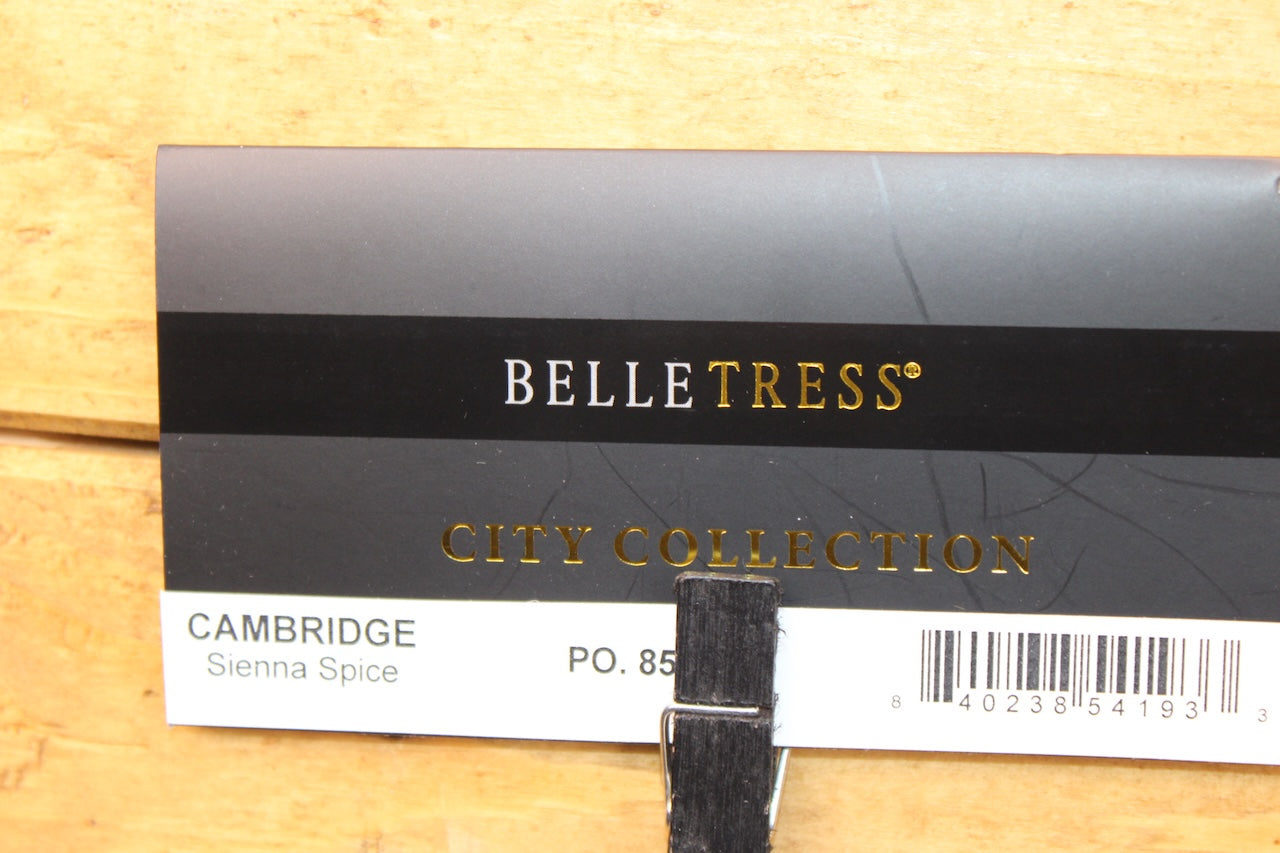 BELLETRESS®
CITY COLLECTION
CAMBRIDGE
Sienna Spice
PO. 85
8 40238 54193 3